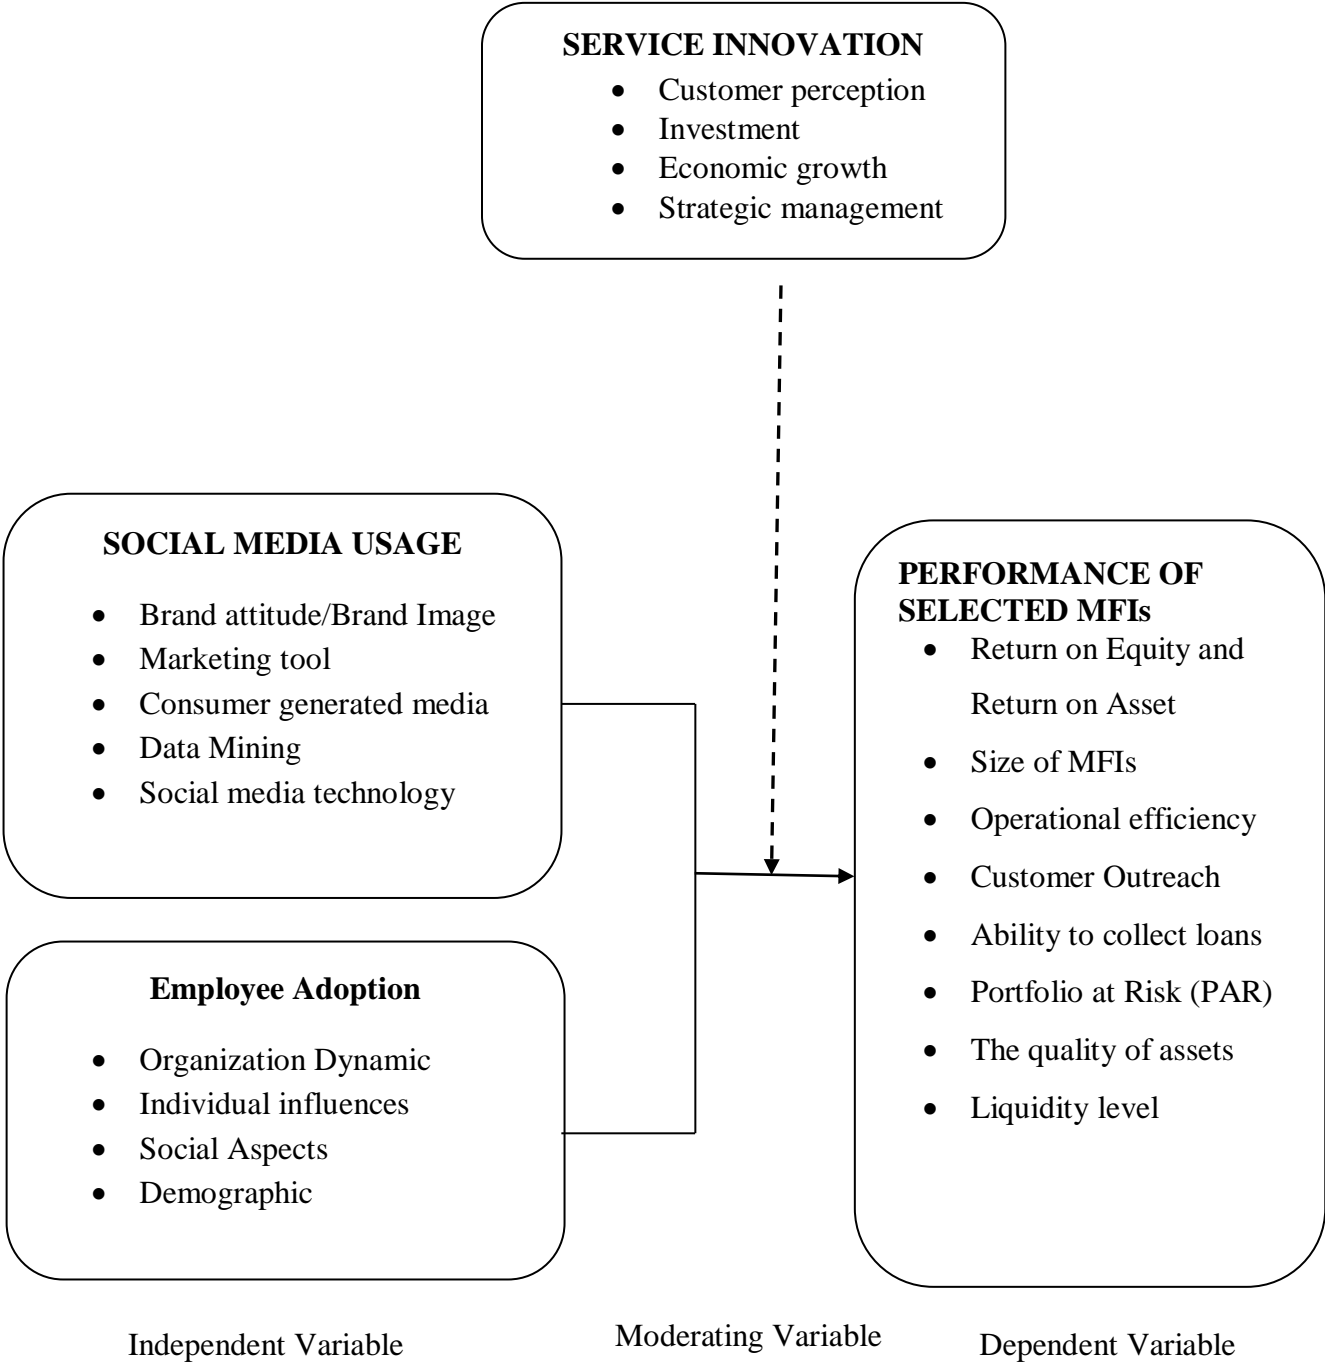 SERVICE INNOVATION
• Customer perception
• Investment
• Economic growth
• Strategic management
SOCIAL MEDIA USAGE
• Brand attitude/Brand Image
• Marketing tool
• Consumer generated media
• Data Mining
• Social media technology
Employee Adoption
• Organization Dynamic
• Individual influences
• Social Aspects
• Demographic
PERFORMANCE OF
SELECTED MFIs
• Return on Equity and
Return on Asset
• Size of MFIs
• Operational efficiency
• Customer Outreach
• Ability to collect loans
• Portfolio at Risk (PAR)
• The quality of assets
• Liquidity level
Independent Variable
Moderating Variable
Dependent Variable